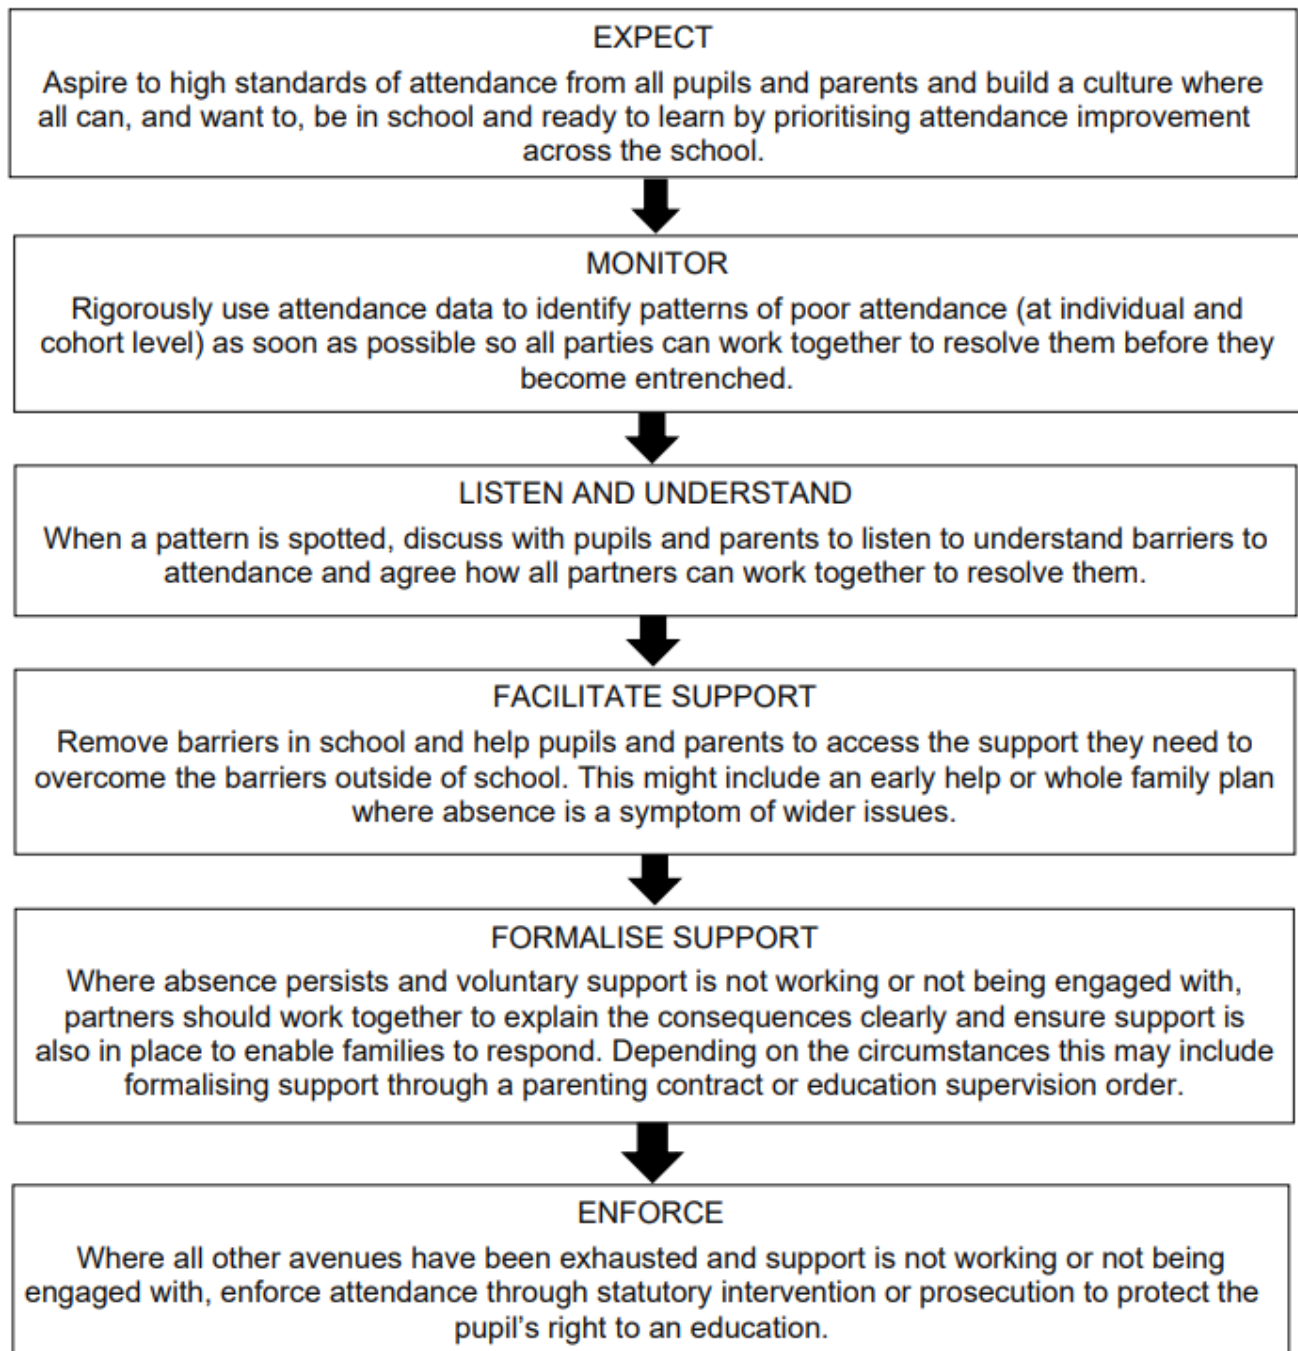 EXPECT
Aspire to high standards of attendance from all pupils and parents and build a culture where
all can, and want to, be in school and ready to learn by prioritising attendance improvement
across the school.
MONITOR
Rigorously use attendance data to identify patterns of poor attendance (at individual and
cohort level) as soon as possible so all parties can work together to resolve them before they
become entrenched.
LISTEN AND UNDERSTAND
When a pattern is spotted, discuss with pupils and parents to listen to understand barriers to
attendance and agree how all partners can work together to resolve them.
FACILITATE SUPPORT
Remove barriers in school and help pupils and parents to access the support they need to
overcome the barriers outside of school. This might include an early help or whole family plan
where absence is a symptom of wider issues.
FORMALISE SUPPORT
Where absence persists and voluntary support is not working or not being engaged with,
partners should work together to explain the consequences clearly and ensure support is
also in place to enable families to respond. Depending on the circumstances this may include
formalising support through a parenting contract or education supervision order.
ENFORCE
Where all other avenues have been exhausted and support is not working or not being
engaged with, enforce attendance through statutory intervention or prosecution to protect the
pupil's right to an education.